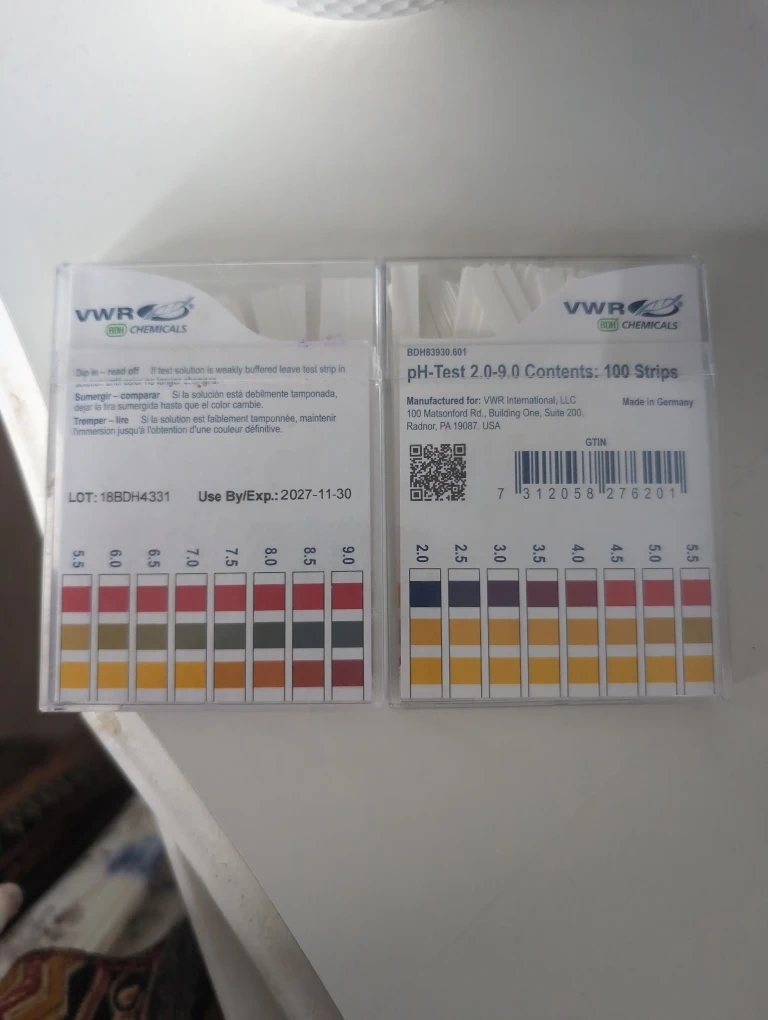 VWR
BDH CHEMICALS
Dip in – read off If test solution is weakly buffered leave test strip in
Sumergir – comparar Si la solución está debilmente tamponada,
dejar la tira sumergida hasta que el color cambie.
Tremper – lire Si la solution est faiblement tamponnée, maintenir
l'immersion jusqu'à l'obtention d'une couleur définitive.
LOT: 18BDH4331 Use By/Exp.: 2027-11-30
5.5 6.0 6.5 7.0 7.5 8.0 8.5 9.0
VWR
BDH CHEMICALS
BDH83930.601
pH-Test 2.0-9.0 Contents: 100 Strips
Manufactured for: VWR International, LLC Made in Germany
100 Matsonford Rd., Building One, Suite 200,
Radnor, PA 19087. USA
GTIN
7 312058 276201
2.0 2.5 3.0 3.5 4.0 4.5 5.0 5.5